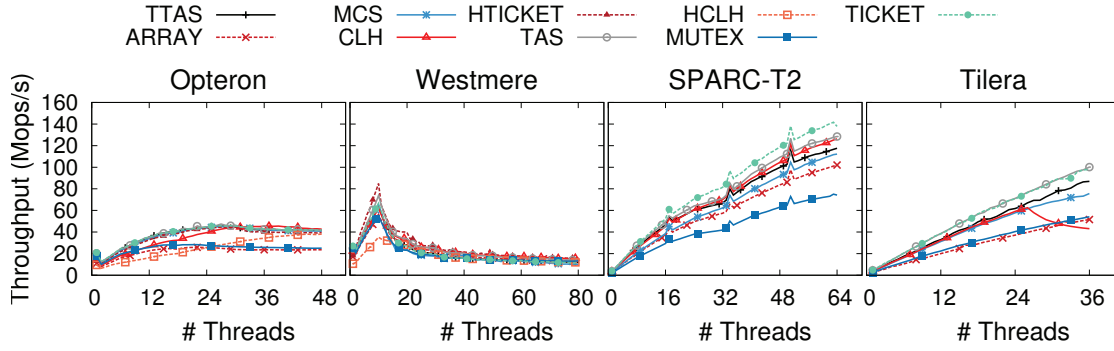 TTAS MCS HTICKET HCLH TICKET
ARRAY CLH TAS MUTEX
Opteron Westmere SPARC-T2 Tilera
Throughput (Mops/s)
160
140
120
100
80
60
40
20
0
0 12 24 36 48 0 20 40 60 80 0 16 32 48 64 0 12 24 36
# Threads # Threads # Threads # Threads